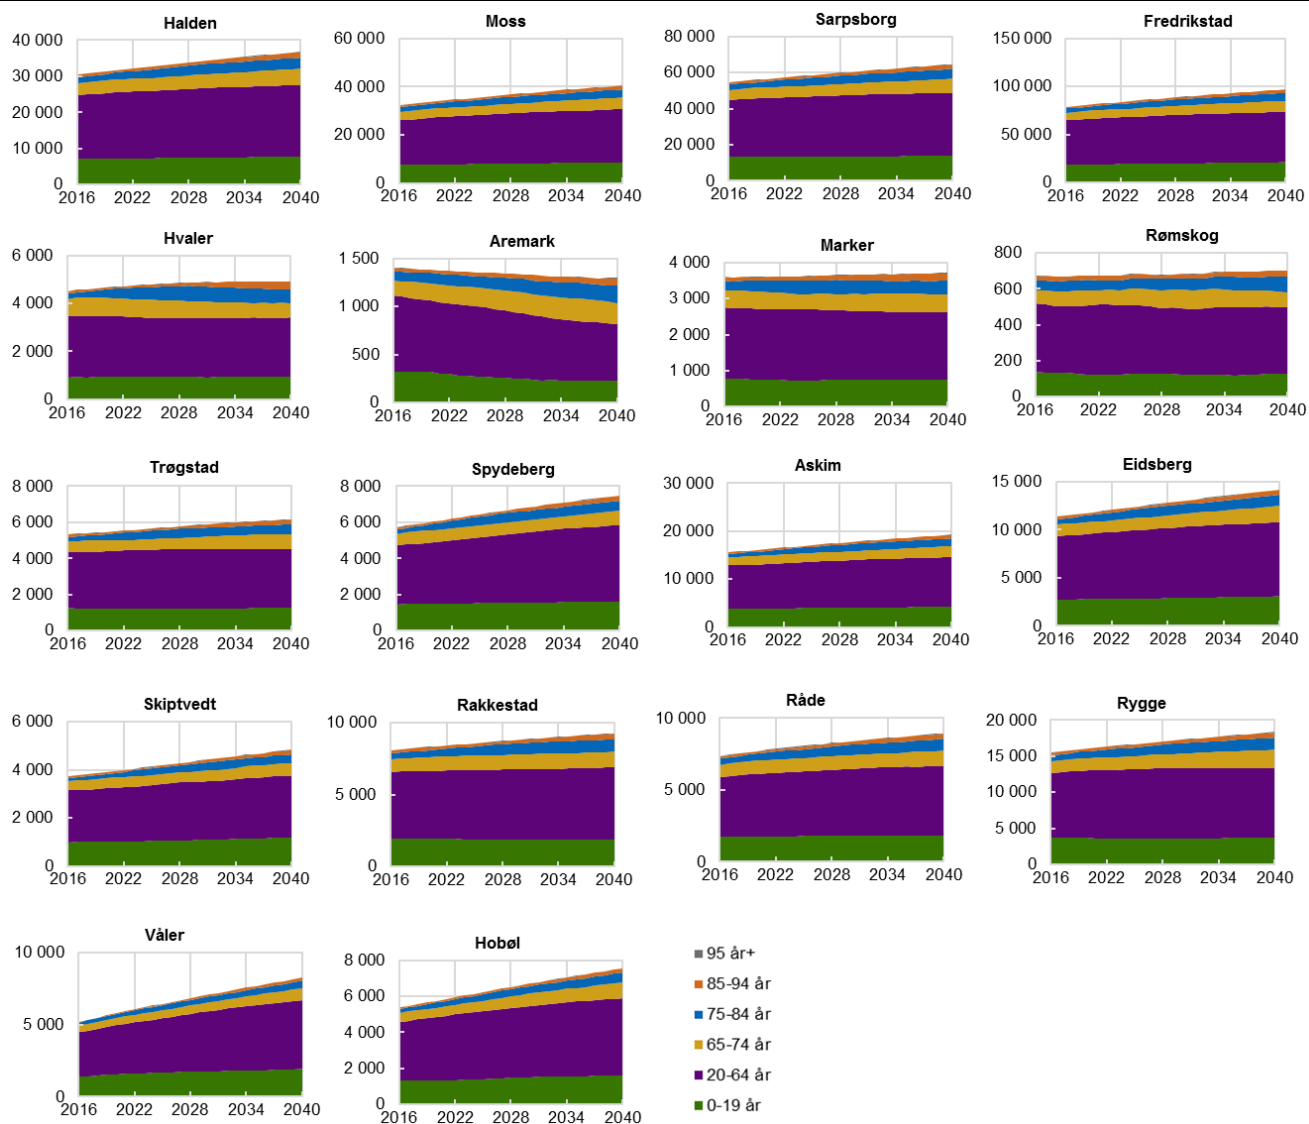 Halden
40 000
30 000
20 000
10 000
0
2016 2022 2028 2034 2040
Moss
60 000
40 000
20 000
0
2016 2022 2028 2034 2040
Sarpsborg
80 000
60 000
40 000
20 000
0
2016 2022 2028 2034 2040
Fredrikstad
150 000
100 000
50 000
0
2016 2022 2028 2034 2040
Hvaler
6 000
4 000
2 000
0
2016 2022 2028 2034 2040
Aremark
1 500
1 000
500
0
2016 2022 2028 2034 2040
Marker
4 000
3 000
2 000
1 000
0
2016 2022 2028 2034 2040
Rømskog
800
600
400
200
0
2016 2022 2028 2034 2040
Trøgstad
8 000
6 000
4 000
2 000
0
2016 2022 2028 2034 2040
Spydeberg
8 000
6 000
4 000
2 000
0
2016 2022 2028 2034 2040
Askim
30 000
20 000
10 000
0
2016 2022 2028 2034 2040
Eidsberg
15 000
10 000
5 000
0
2016 2022 2028 2034 2040
Skiptvedt
6 000
4 000
2 000
0
2016 2022 2028 2034 2040
Rakkestad
10 000
5 000
0
2016 2022 2028 2034 2040
Råde
10 000
5 000
0
2016 2022 2028 2034 2040
Rygge
20 000
15 000
10 000
5 000
0
2016 2022 2028 2034 2040
Våler
10 000
5 000
0
2016 2022 2028 2034 2040
Hobøl
8 000
6 000
4 000
2 000
0
2016 2022 2028 2034 2040
95 år+
85-94 år
75-84 år
65-74 år
20-64 år
0-19 år